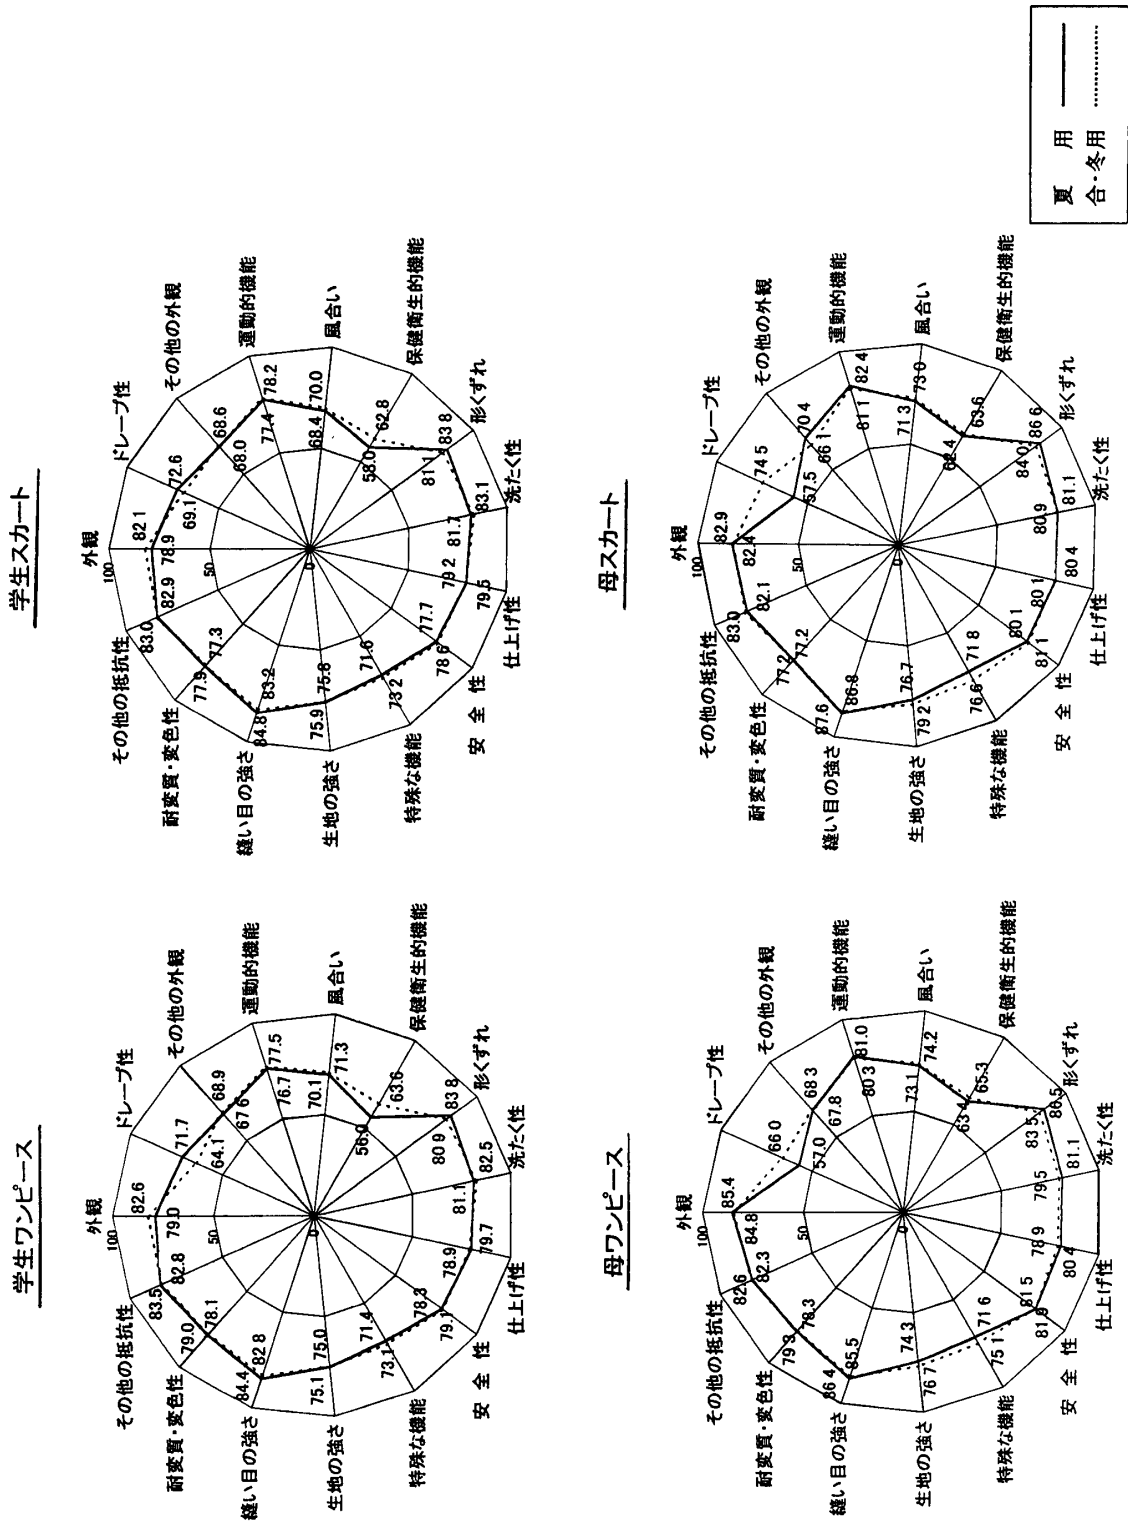 学生ワンピース
外観
100
50
0
ドレープ性
その他の外観
運動的機能
風合い
保健衛生的機能
形くずれ
洗たく性
仕上げ性
安 全 性
特殊な機能
生地の強さ
縫い目の強さ
耐変質・変色性
その他の抵抗性
82.6
79.0
71.7
64.1
68.9
67.6
77.5
76.7
71.3
70.1
63.6
56.0
83.8
80.9
82.5
81.1
79.7
78.9
79.1
78.3
73.1
71.4
75.1
75.0
84.4
82.8
79.0
78.1
83.5
82.8
学生スカート
外観
100
50
0
ドレープ性
その他の外観
運動的機能
風合い
保健衛生的機能
形くずれ
洗たく性
仕上げ性
安 全 性
特殊な機能
生地の強さ
縫い目の強さ
耐変質・変色性
その他の抵抗性
82.1
78.9
72.6
69.1
68.6
68.0
78.2
77.4
70.0
68.4
62.8
58.0
83.8
81.1
83.1
81.7
79.5
79.2
78.6
77.7
73.2
71.6
75.9
75.8
84.8
83.2
77.9
77.3
83.0
82.9
母ワンピース
外観
100
50
0
ドレープ性
その他の外観
運動的機能
風合い
保健衛生的機能
形くずれ
洗たく性
仕上げ性
安 全 性
特殊な機能
生地の強さ
縫い目の強さ
耐変質・変色性
その他の抵抗性
85.4
84.8
66.0
57.0
68.3
67.8
81.0
80.3
74.2
73.1
65.3
63.4
86.5
83.5
81.1
79.5
80.4
78.9
81.9
81.5
75.1
71.6
76.7
74.3
86.4
85.5
79.3
78.3
82.6
82.3
母スカート
外観
100
50
0
ドレープ性
その他の外観
運動的機能
風合い
保健衛生的機能
形くずれ
洗たく性
仕上げ性
安 全 性
特殊な機能
生地の強さ
縫い目の強さ
耐変質・変色性
その他の抵抗性
82.9
82.4
74.5
57.5
70.4
66.1
82.4
81.1
73.0
71.3
63.6
62.4
86.6
84.0
81.1
80.9
80.4
80.1
81.1
80.1
76.6
71.8
79.2
76.7
87.6
86.8
77.2
77.2
83.0
82.1
夏 用
合・冬用